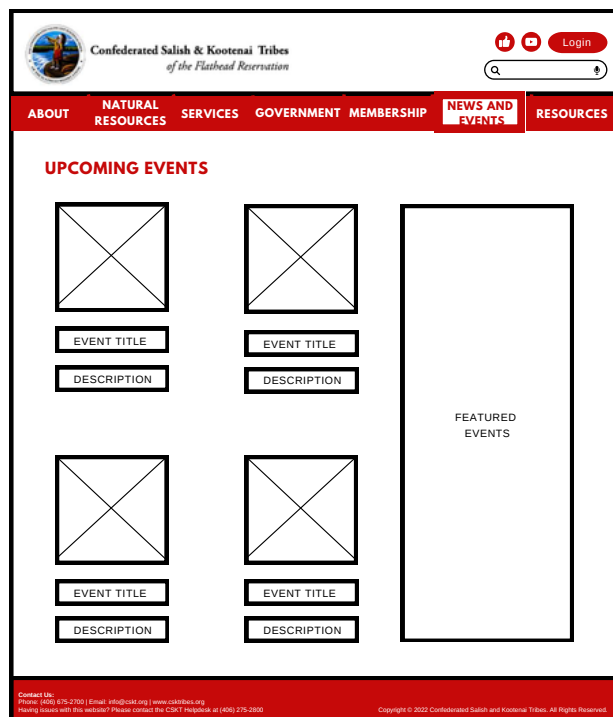 Confederated Salish & Kootenai Tribes
of the Flathead Reservation
Login
ABOUT
NATURAL
RESOURCES
SERVICES
GOVERNMENT
MEMBERSHIP
NEWS AND
EVENTS
RESOURCES
UPCOMING EVENTS
EVENT TITLE
DESCRIPTION
EVENT TITLE
DESCRIPTION
FEATURED
EVENTS
EVENT TITLE
DESCRIPTION
EVENT TITLE
DESCRIPTION
Contact Us:
Phone: (406) 675-2700 | Email: info@cskt.org | www.csktribes.org
Having issues with this website? Please contact the CSKT Helpdesk at (406) 275-2800
Copyright © 2022 Confederated Salish and Kootenai Tribes. All Rights Reserved.